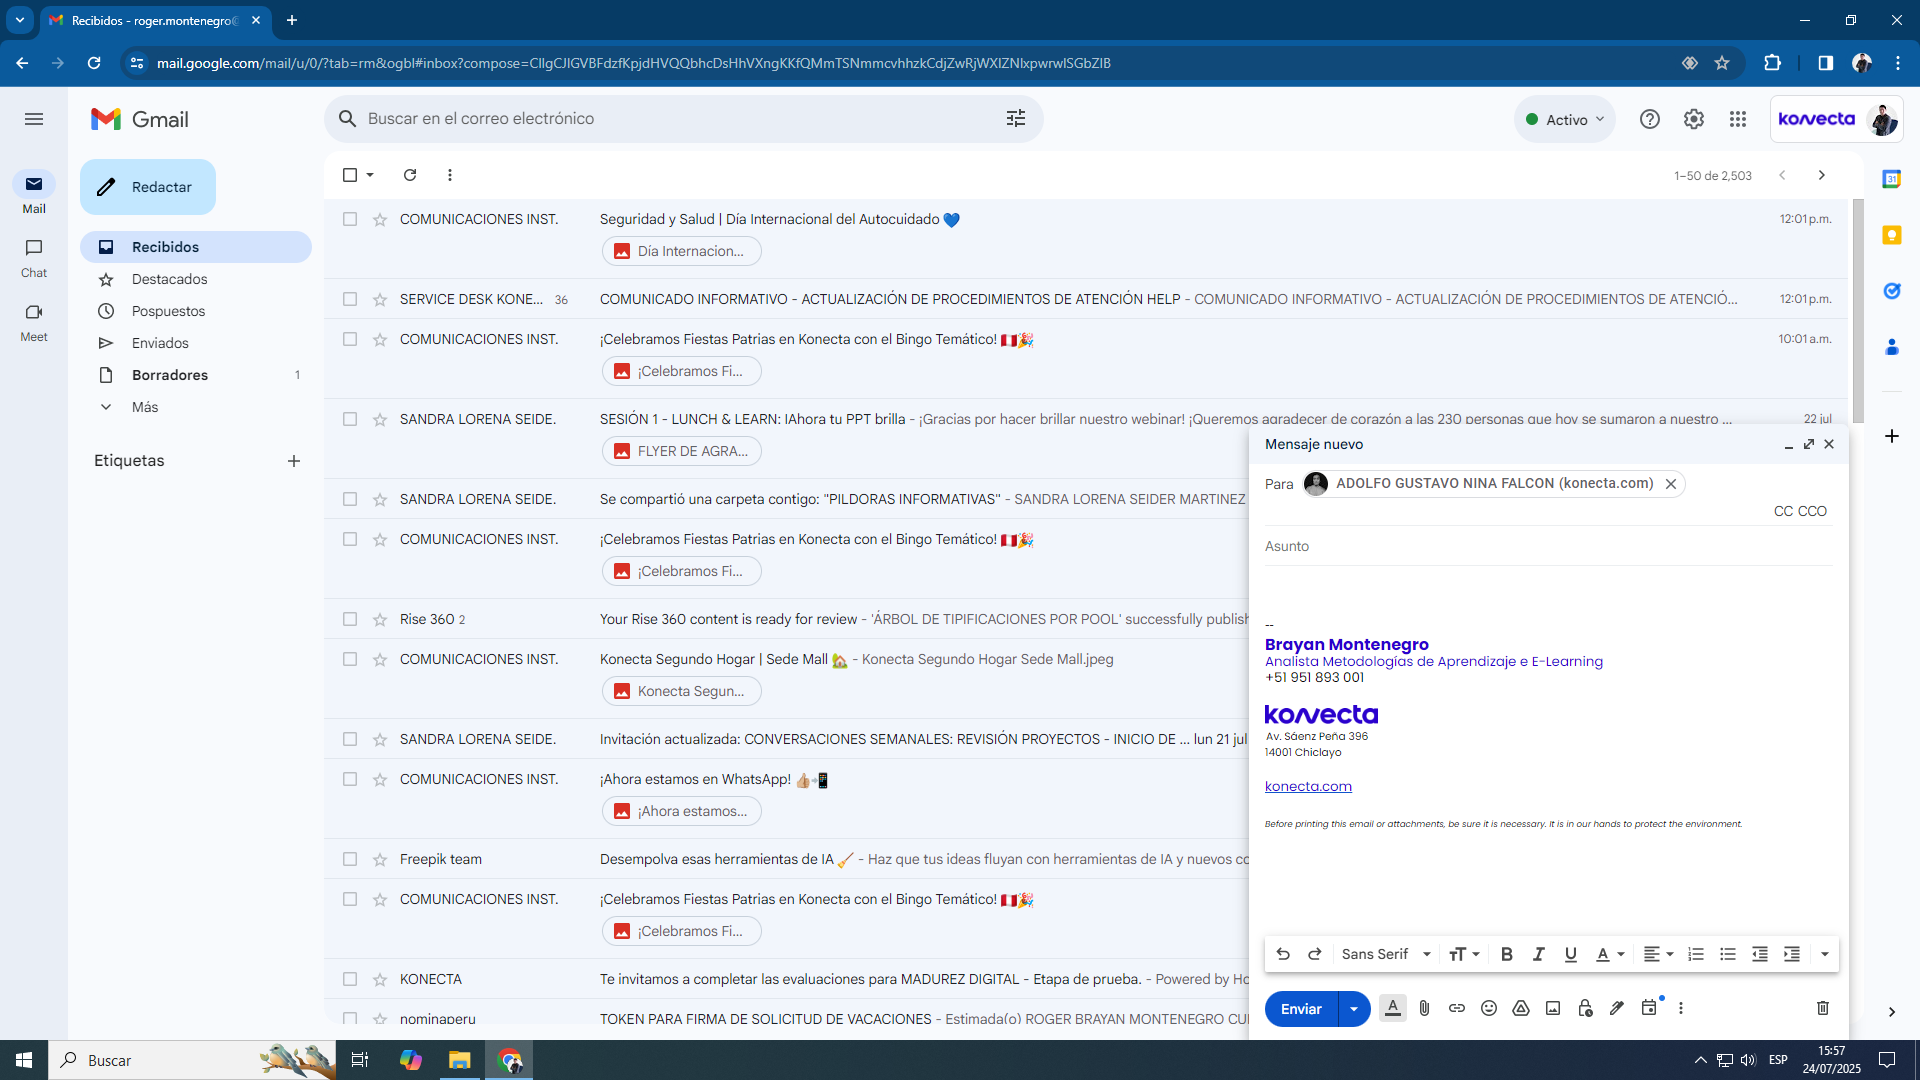 Recibidos - roger.montenegro@
mail.google.com/mail/u/0/?tab=rm&ogbl#inbox?compose=CllgCJlGVBFdzfKpjdHVQQbhcDsHhVXngKKfQMmTSNmmcvhhzkCdjZwRjWXlZNlxpwrwlSGbZlB
Gmail
Buscar en el correo electrónico
Activo
konecta
Redactar
Mail
Chat
Meet
Recibidos
Destacados
Pospuestos
Enviados
Borradores 1
Más
Etiquetas
1–50 de 2,503
COMUNICACIONES INST. Seguridad y Salud | Día Internacional del Autocuidado 💙 12:01 p.m.
Día Internacion...
SERVICE DESK KONE... 36 COMUNICADO INFORMATIVO - ACTUALIZACIÓN DE PROCEDIMIENTOS DE ATENCIÓN HELP - COMUNICADO INFORMATIVO - ACTUALIZACIÓN DE PROCEDIMIENTOS DE ATENCIÓ... 12:01 p.m.
COMUNICACIONES INST. ¡Celebramos Fiestas Patrias en Konecta con el Bingo Temático! 🇵🇪🎉 10:01 a.m.
¡Celebramos Fi...
SANDRA LORENA SEIDE. SESIÓN 1 - LUNCH & LEARN: IAhora tu PPT brilla - ¡Gracias por hacer brillar nuestro webinar! ¡Queremos agradecer de corazón a las 230 personas que hoy se sumaron a nuestro ... 22 jul
FLYER DE AGRA...
SANDRA LORENA SEIDE. Se compartió una carpeta contigo: "PILDORAS INFORMATIVAS" - SANDRA LORENA SEIDER MARTINEZ
COMUNICACIONES INST. ¡Celebramos Fiestas Patrias en Konecta con el Bingo Temático! 🇵🇪🎉
¡Celebramos Fi...
Rise 360 2 Your Rise 360 content is ready for review - 'ÁRBOL DE TIPIFICACIONES POR POOL' successfully publish
COMUNICACIONES INST. Konecta Segundo Hogar | Sede Mall 🏡 - Konecta Segundo Hogar Sede Mall.jpeg
Konecta Segun...
SANDRA LORENA SEIDE. Invitación actualizada: CONVERSACIONES SEMANALES: REVISIÓN PROYECTOS - INICIO DE ... lun 21 jul
COMUNICACIONES INST. ¡Ahora estamos en WhatsApp! 👍🏼📲
¡Ahora estamos...
Freepik team Desempolva esas herramientas de IA 🧹 - Haz que tus ideas fluyan con herramientas de IA y nuevos co
COMUNICACIONES INST. ¡Celebramos Fiestas Patrias en Konecta con el Bingo Temático! 🇵🇪🎉
¡Celebramos Fi...
KONECTA Te invitamos a completar las evaluaciones para MADUREZ DIGITAL - Etapa de prueba. - Powered by Ho
nominaperu TOKEN PARA FIRMA DE SOLICITUD DE VACACIONES - Estimada(o) ROGER BRAYAN MONTENEGRO CU
Mensaje nuevo
Para ADOLFO GUSTAVO NINA FALCON (konecta.com)
CC CCO
Asunto
--
Brayan Montenegro
Analista Metodologías de Aprendizaje e E-Learning
+51 951 893 001
konecta
Av. Sáenz Peña 396
14001 Chiclayo
konecta.com
Before printing this email or attachments, be sure it is necessary. It is in our hands to protect the environment.
Sans Serif
Enviar
Buscar
ESP
15:57
24/07/2025